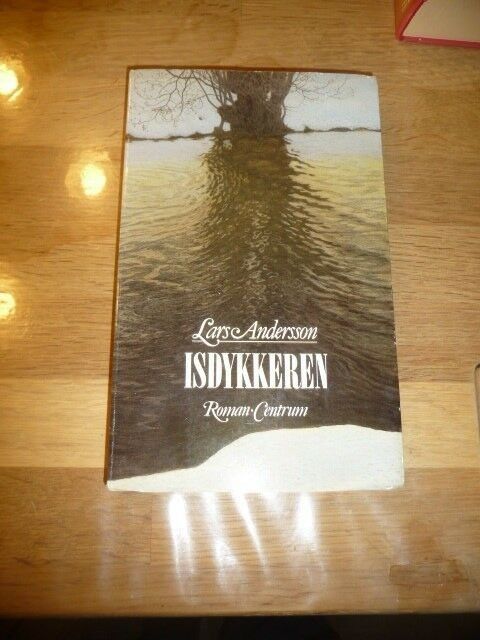 Lars Andersson
ISDYKKEREN
Roman·Centrum